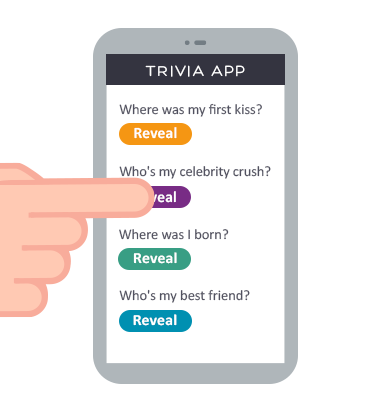 TRIVIA APP
Where was my first kiss?
Reveal
Who's my celebrity crush?
veal
Where was I born?
Reveal
Who's my best friend?
Reveal